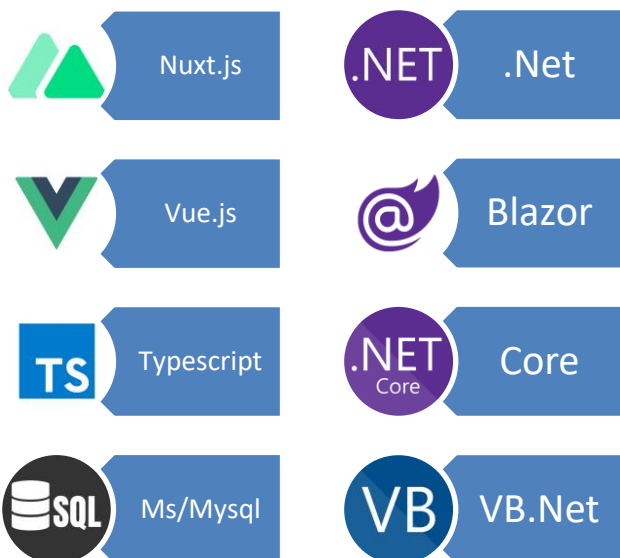 Nuxt.js
.NET
.Net
Vue.js
@
Blazor
TS
Typescript
.NET
Core
Core
SQL
Ms/Mysql
VB
VB.Net